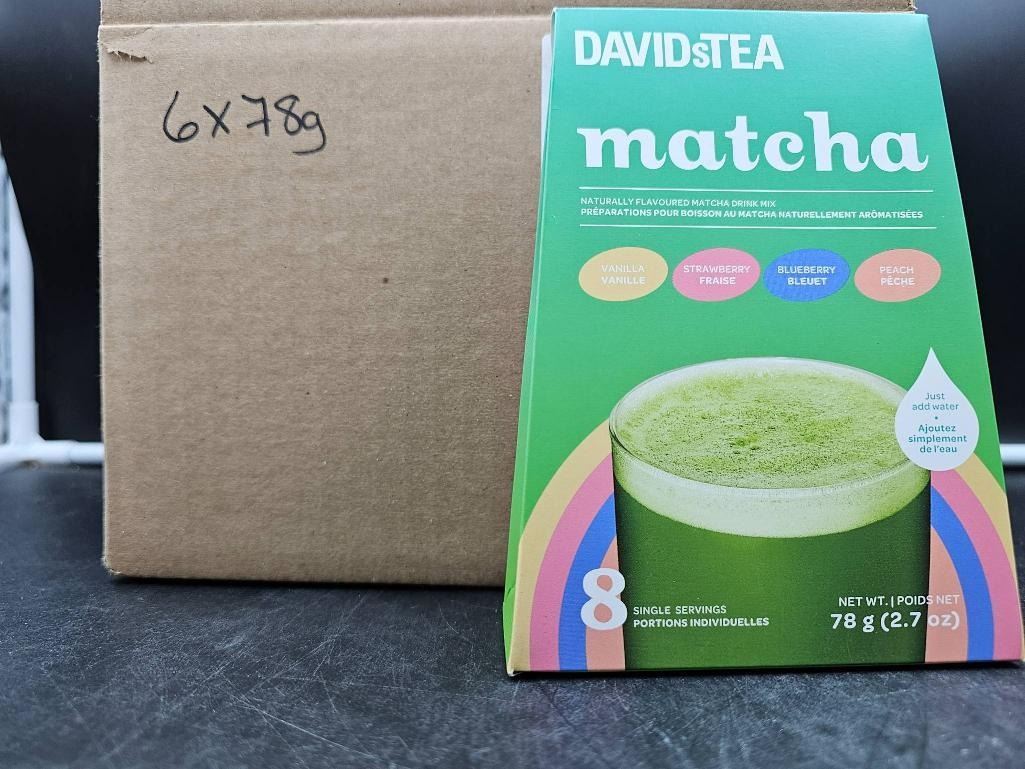 6x78g
DAVIDsTEA
matcha
NATURALLY FLAVOURED MATCHA DRINK MIX
PRÉPARATIONS POUR BOISSON AU MATCHA NATURELLEMENT ARÔMATISÉES
VANILLA
VANILLE
STRAWBERRY
FRAISE
BLUEBERRY
BLEUET
PEACH
PÊCHE
Just
add water
•
Ajoutez
simplement
de l'eau
8 SINGLE SERVINGS
PORTIONS INDIVIDUELLES
NET WT. | POIDS NET
78 g (2.7 oz)